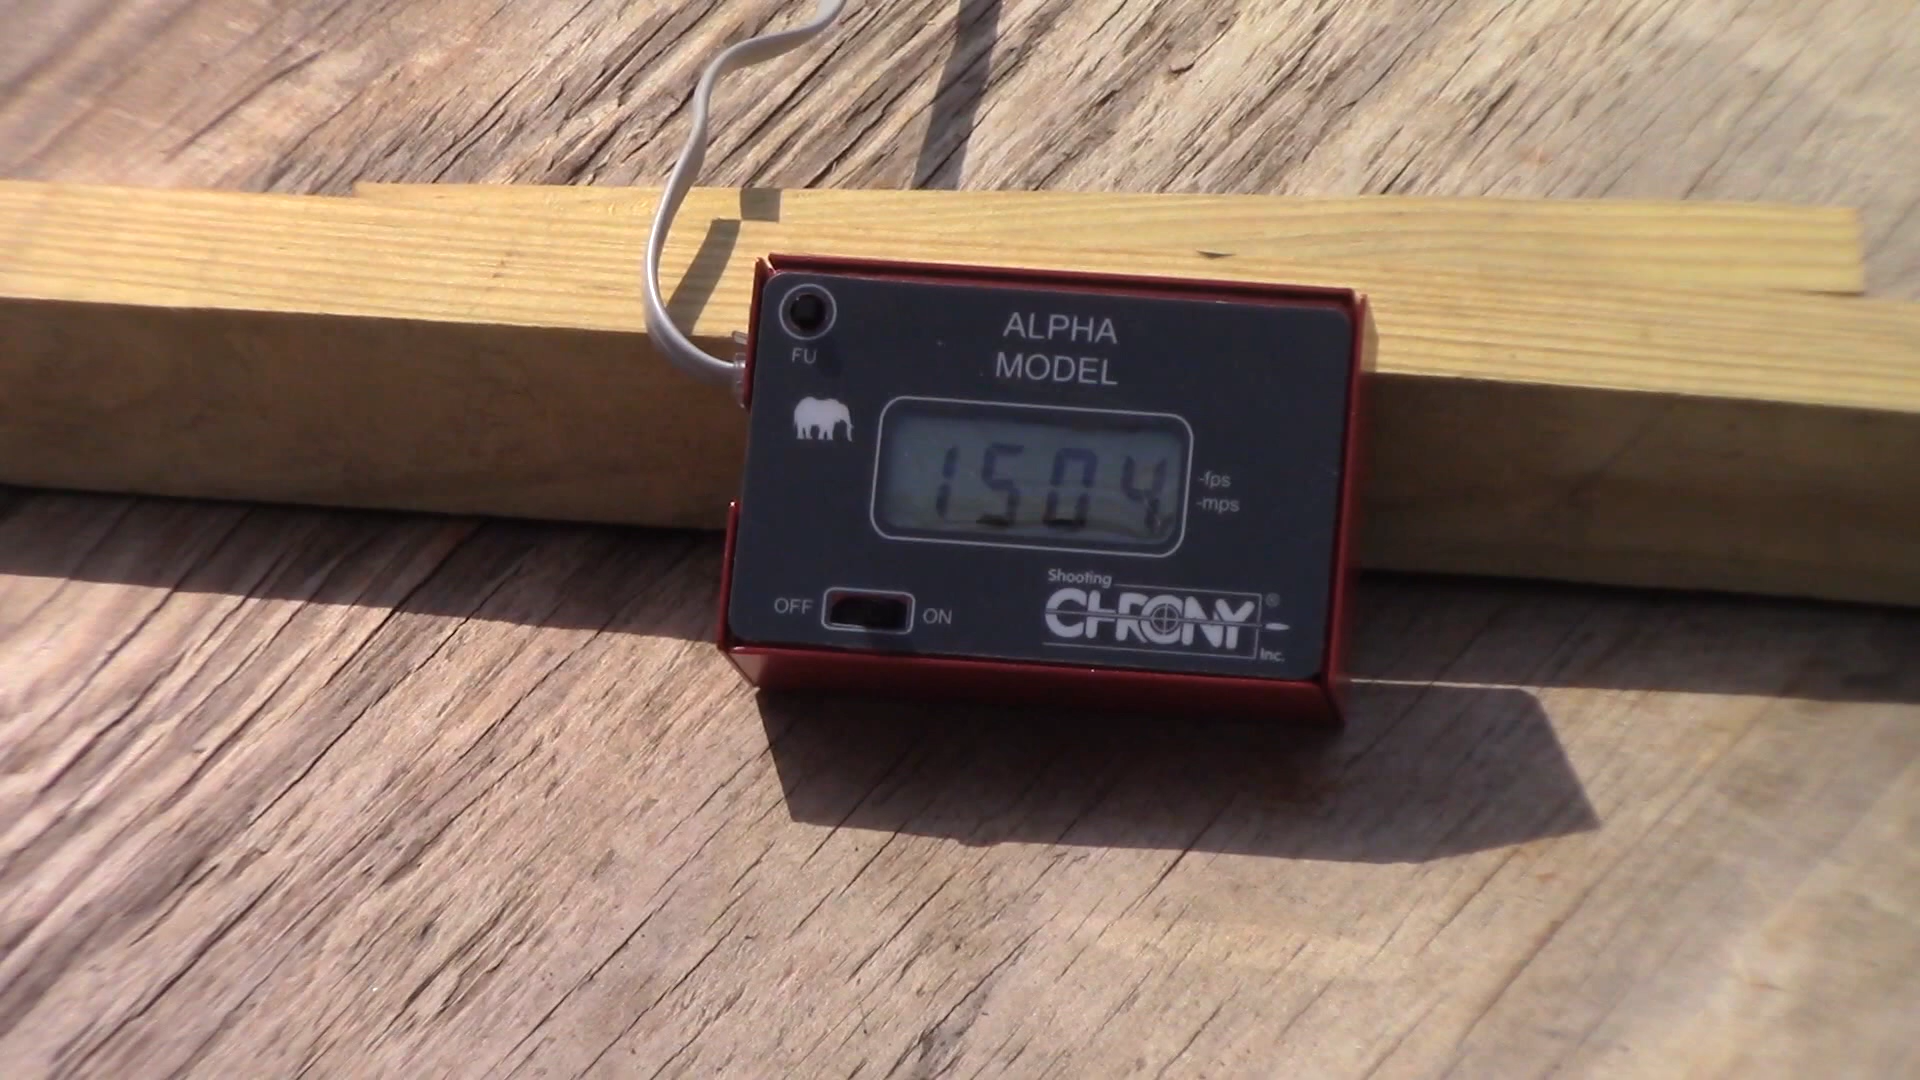 ALPHA
MODEL
FU
1504
-fps
-mps
OFF ON
Shooting
CHRONY ®
Inc.